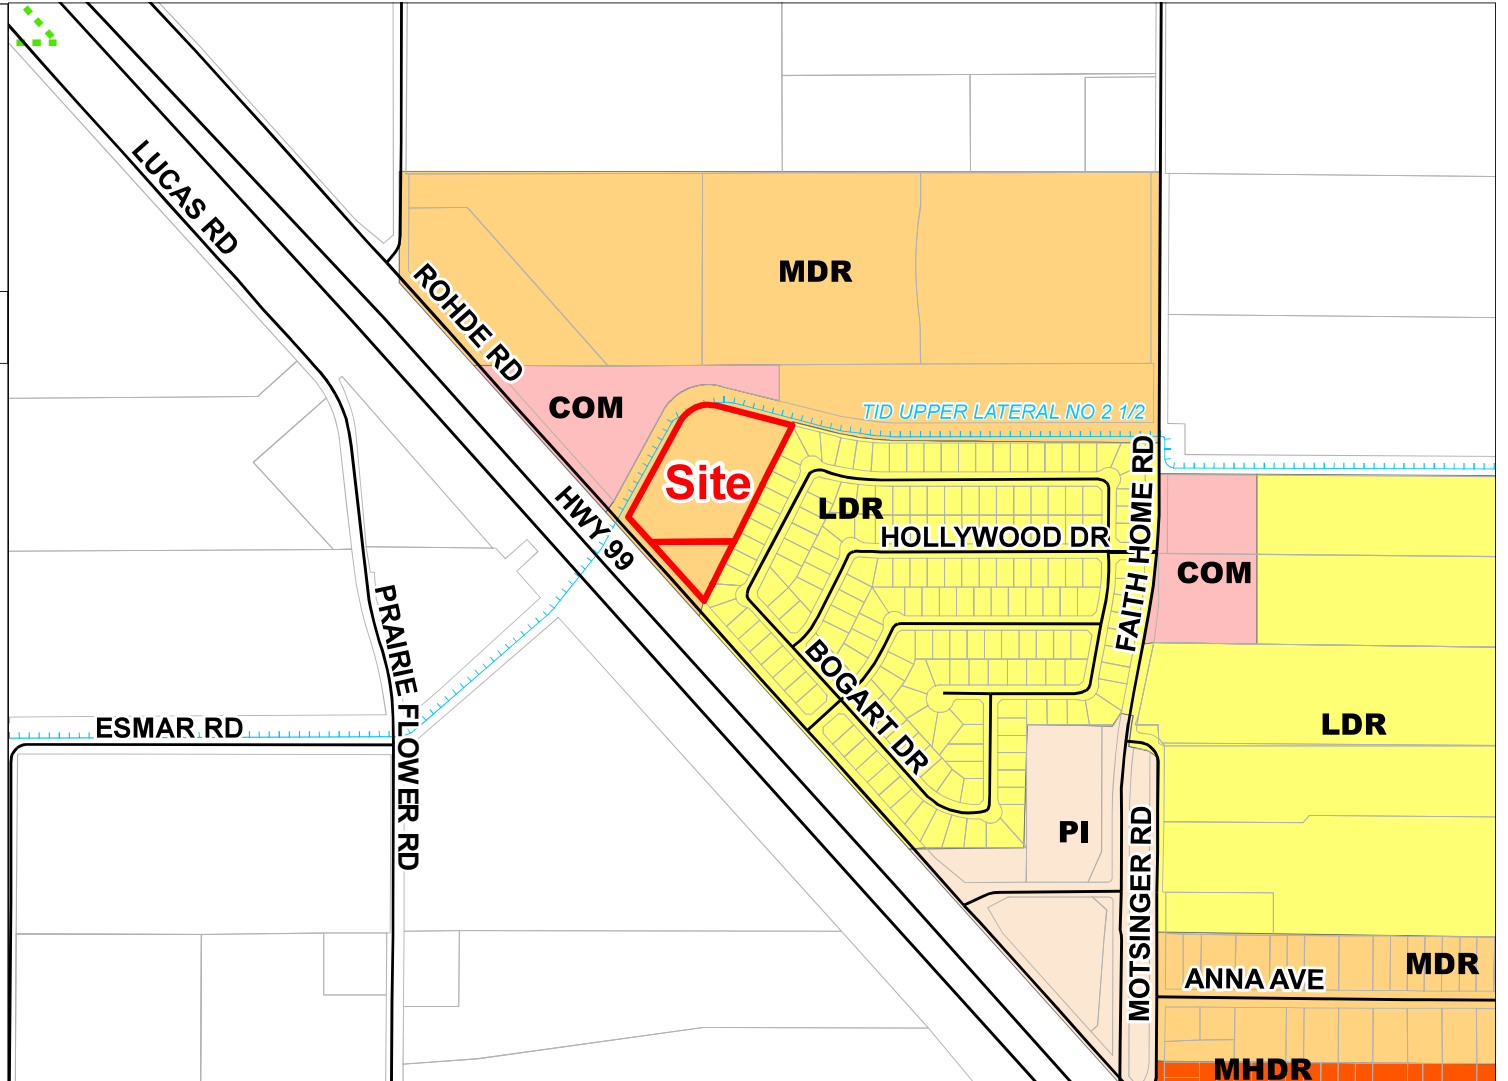 LUCAS RD
ROHDE RD
MDR
COM
TID UPPER LATERAL NO 2 1/2
Site
HWY 99
LDR
HOLLYWOOD DR
FAITH HOME RD
COM
PRAIRIE FLOWER RD
BOGART DR
ESMAR RD
LDR
PI
MOTSINGER RD
MDR
ANNA AVE
MHDR